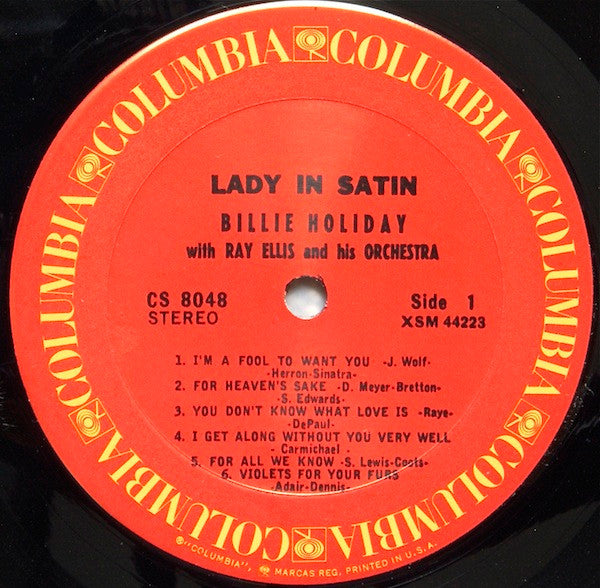 COLUMBIA COLUMBIA COLUMBIA COLUMBIA COLUMBIA COLUMBIA
LADY IN SATIN
BILLIE HOLIDAY
with RAY ELLIS and his ORCHESTRA
CS 8048
STEREO
Side 1
XSM 44223
1. I'M A FOOL TO WANT YOU -J. Wolf-
-Herron-Sinatra-
2. FOR HEAVEN'S SAKE -D. Meyer-Bretton-
S. Edwards-
3. YOU DON'T KNOW WHAT LOVE IS -Raye-
-DePaul-
4. I GET ALONG WITHOUT YOU VERY WELL
-Carmichael-
5. FOR ALL WE KNOW -S. Lewis-Coots-
6. VIOLETS FOR YOUR FURS
-Adair-Dennis-
®"COLUMBIA", MARCAS REG. PRINTED IN U.S.A.